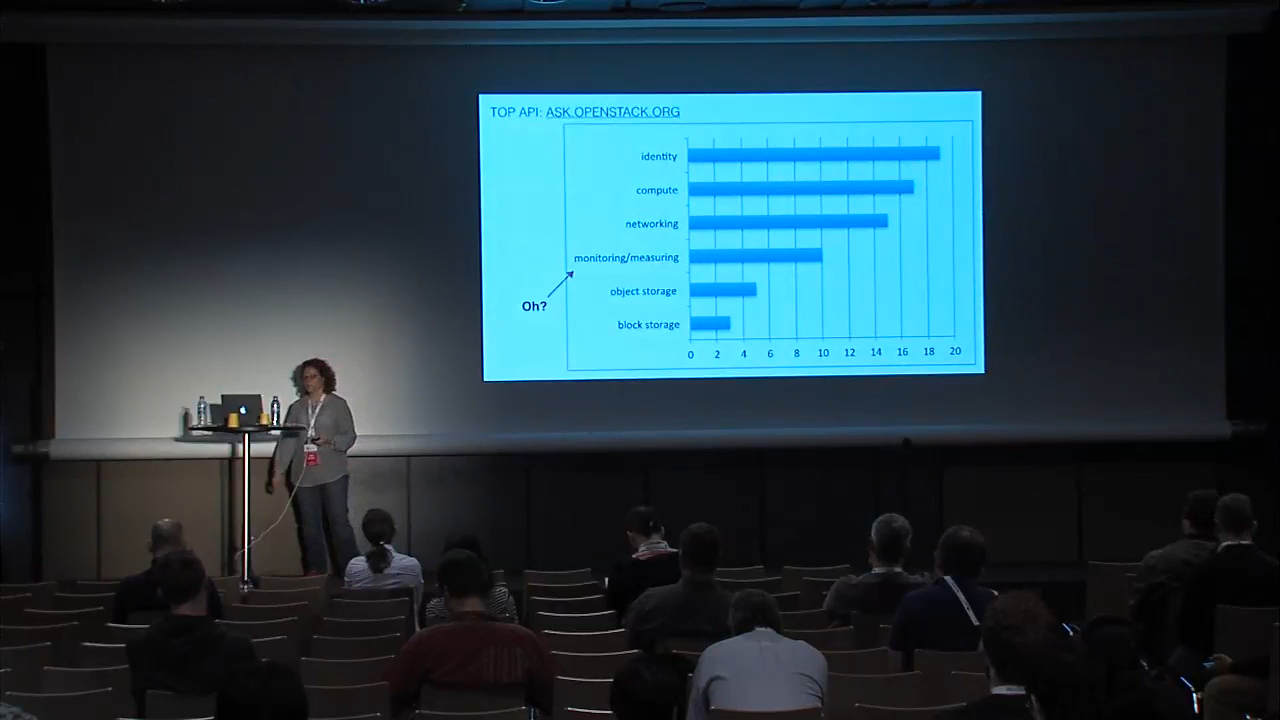 TOP API: ASK.OPENSTACK.ORG
identity
compute
networking
monitoring/measuring
Oh?
object storage
block storage
0 2 4 6 8 10 12 14 16 18 20